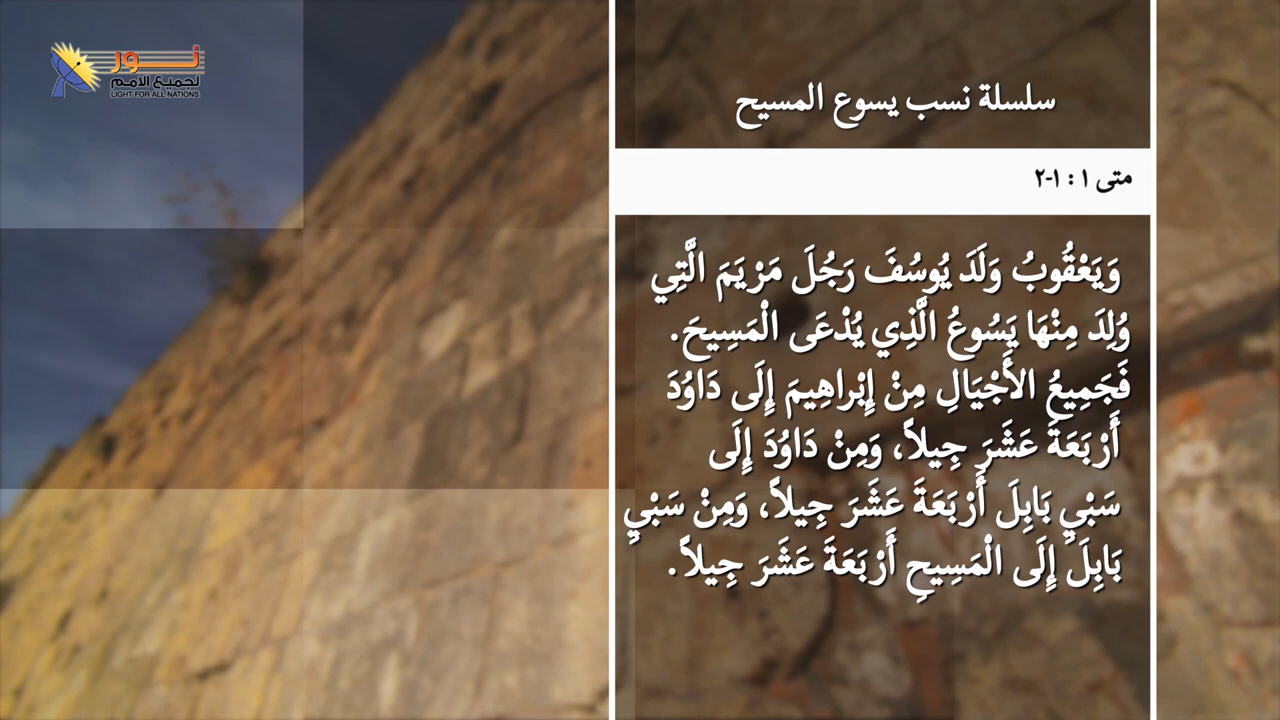 نور
لجميع الامم
LIGHT FOR ALL NATIONS
سلسلة نسب يسوع المسيح
متى ١ : ١-٢
وَيَعْقُوبُ وَلَدَ يُوسُفَ رَجُلَ مَرْيَمَ الَّتِي
وُلِدَ مِنْهَا يَسُوعُ الَّذِي يُدْعَى الْمَسِيحَ.
فَجَمِيعُ الأَجْيَالِ مِنْ إِبْراهِيمَ إِلَى دَاوُدَ
أَرْبَعَةَ عَشَرَ جِيلاً، وَمِنْ دَاوُدَ إِلَى
سَبْيِ بَابِلَ أَرْبَعَةَ عَشَرَ جِيلاً، وَمِنْ سَبْيِ
بَابِلَ إِلَى الْمَسِيحِ أَرْبَعَةَ عَشَرَ جِيلاً.